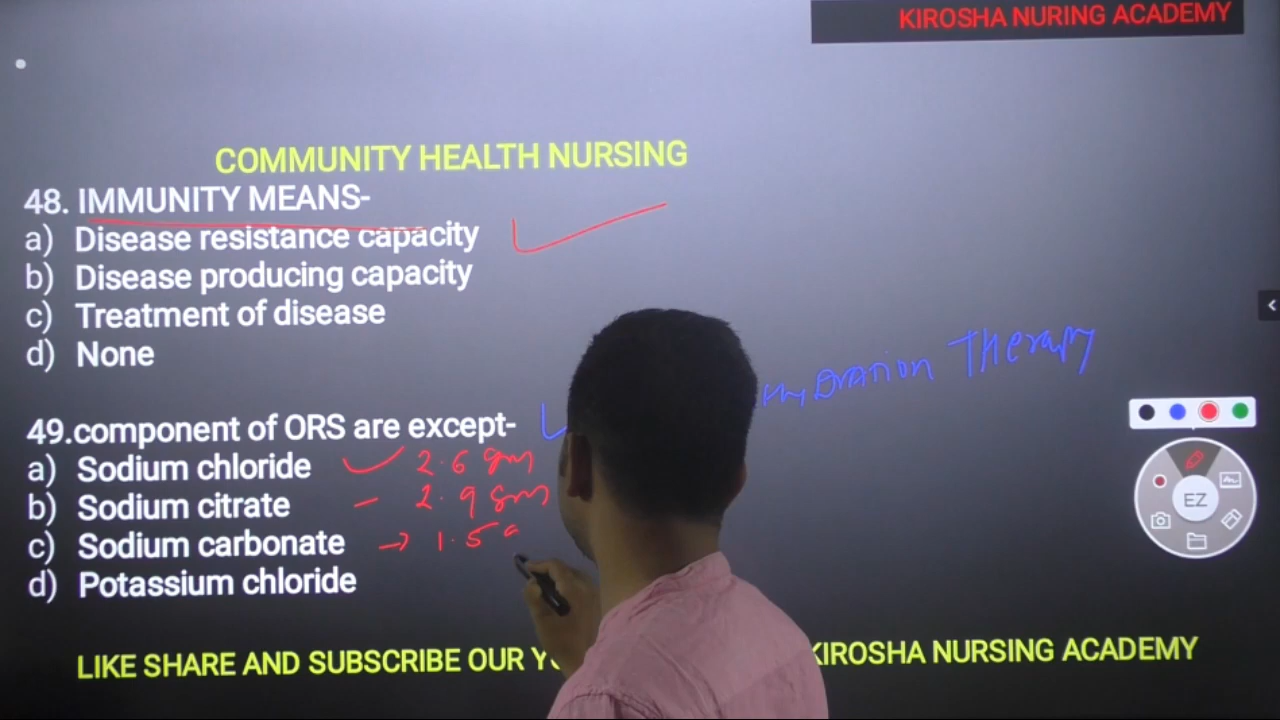 KIROSHA NURING ACADEMY
COMMUNITY HEALTH NURSING
48. IMMUNITY MEANS-
a) Disease resistance capacity
b) Disease producing capacity
c) Treatment of disease
d) None
Therapy
49.component of ORS are except-
a) Sodium chloride 2.6 gm
b) Sodium citrate - 2.9 gm
c) Sodium carbonate → 1.5
d) Potassium chloride
EZ
LIKE SHARE AND SUBSCRIBE OUR KIROSHA NURSING ACADEMY